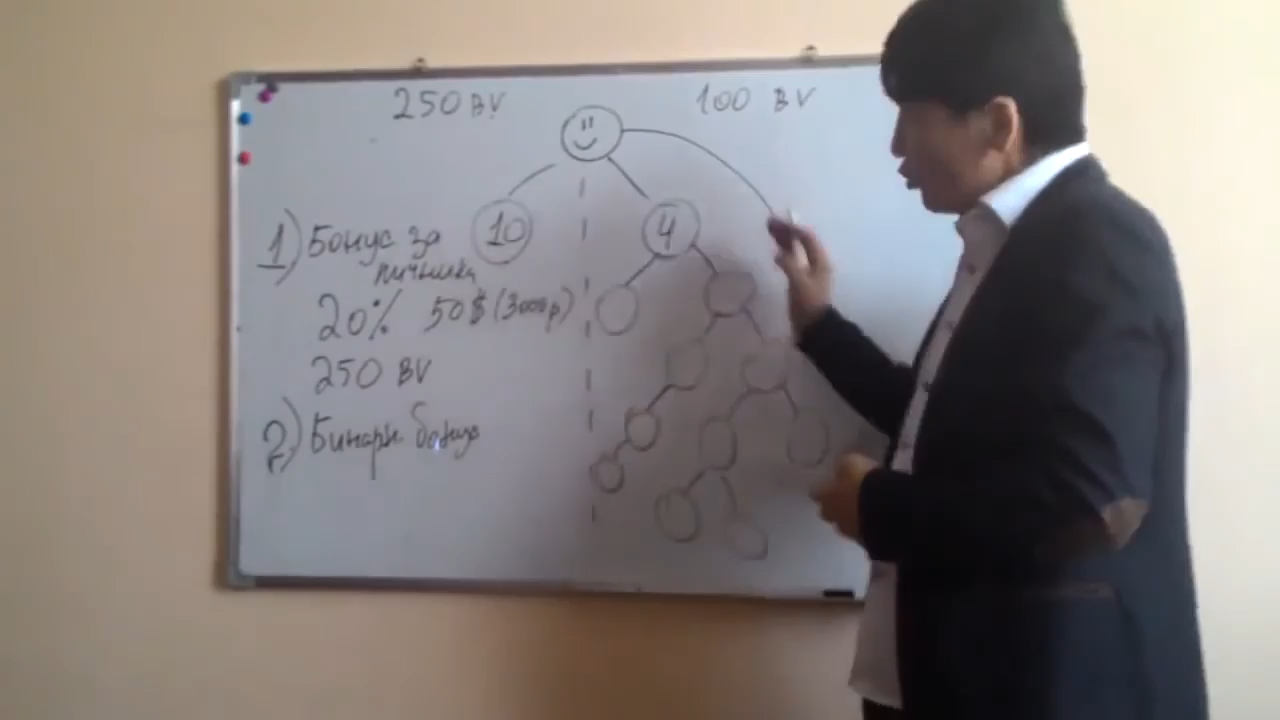 250 BV
100 BV
10
4
1) Бонус за
личника
20% 50$ (3000р)
250 BV
2) Бинарн. бонус